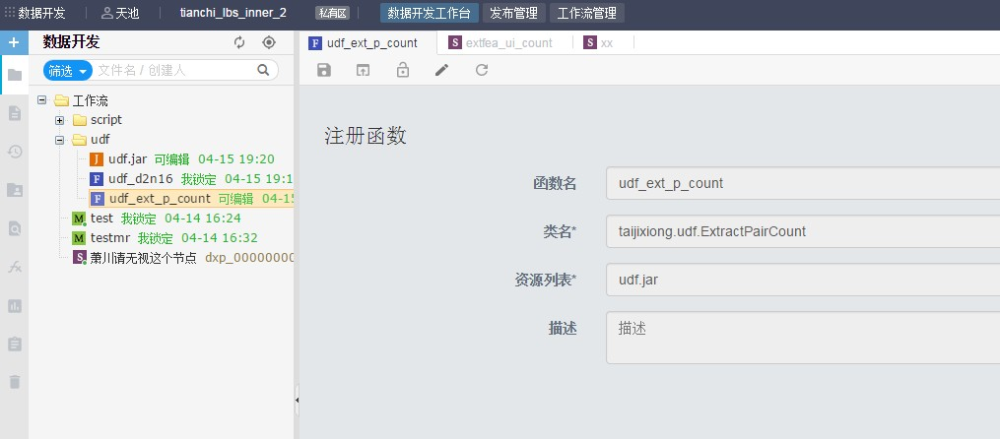 数据开发 天池 tianchi_lbs_inner_2 私有区 数据开发工作台 发布管理 工作流管理
数据开发
筛选 文件名 / 创建人
工作流
script
udf
J udf.jar 可编辑 04-15 19:20
F udf_d2n16 我锁定 04-15 19:1
F udf_ext_p_count 可编辑 04-15
M test 我锁定 04-14 16:24
M testmr 我锁定 04-14 16:32
S 萧川请无视这个节点 dxp_00000000
F udf_ext_p_count S extfea_ui_count S xx
注册函数
函数名 udf_ext_p_count
类名* taijixiong.udf.ExtractPairCount
资源列表* udf.jar
描述 描述